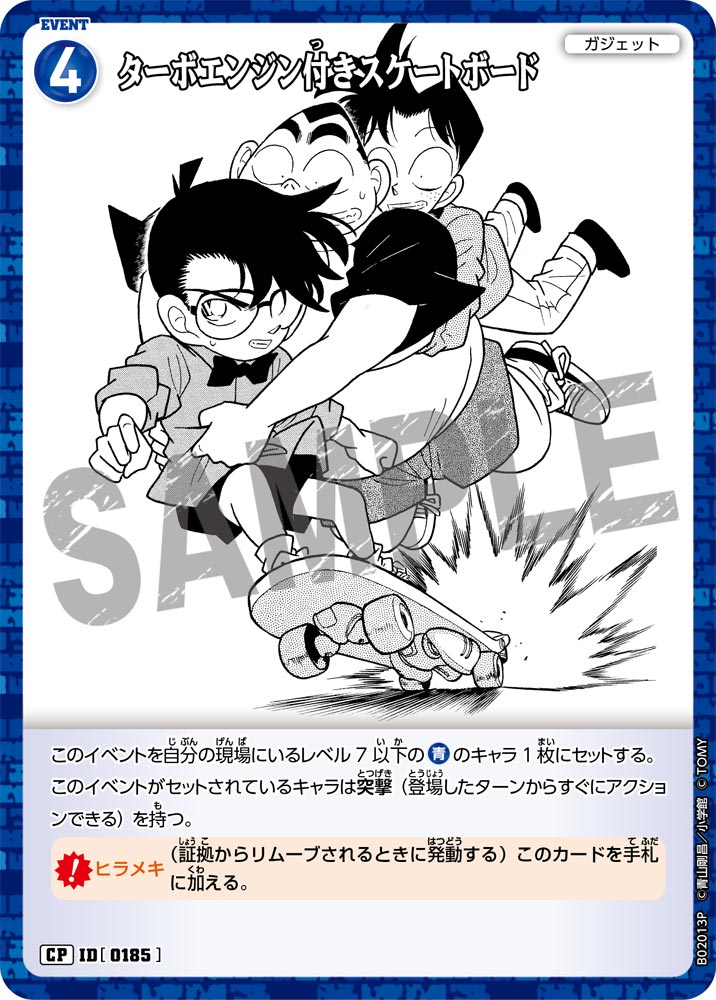 EVENT
4
ターボエンジン付きスケートボード
ガジェット
SAMPLE
このイベントを自分の現場にいるレベル7以下の青のキャラ1枚にセットする。
このイベントがセットされているキャラは突撃（登場したターンからすぐにアクショ
ンできる）を持つ。
ヒラメキ（証拠からリムーブされるときに発動する）このカードを手札
に加える。
CP ID[ 0185 ]
B02013P ©青山剛昌／小学館 ©TOMY